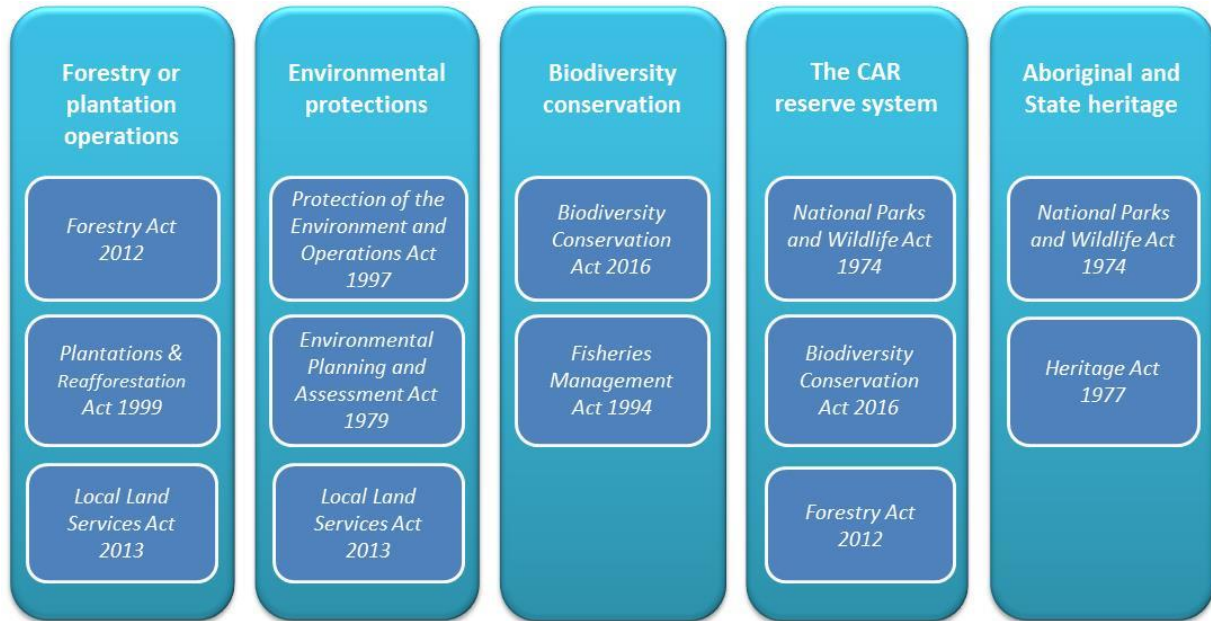 Forestry or
plantation
operations
Forestry Act
2012
Plantations &
Reafforestation
Act 1999
Local Land
Services Act
2013
Environmental
protections
Protection of the
Environment and
Operations Act
1997
Environmental
Planning and
Assessment Act
1979
Local Land
Services Act
2013
Biodiversity
conservation
Biodiversity
Conservation
Act 2016
Fisheries
Management
Act 1994
The CAR
reserve system
National Parks
and Wildlife Act
1974
Biodiversity
Conservation
Act 2016
Forestry Act
2012
Aboriginal and
State heritage
National Parks
and Wildlife Act
1974
Heritage Act
1977